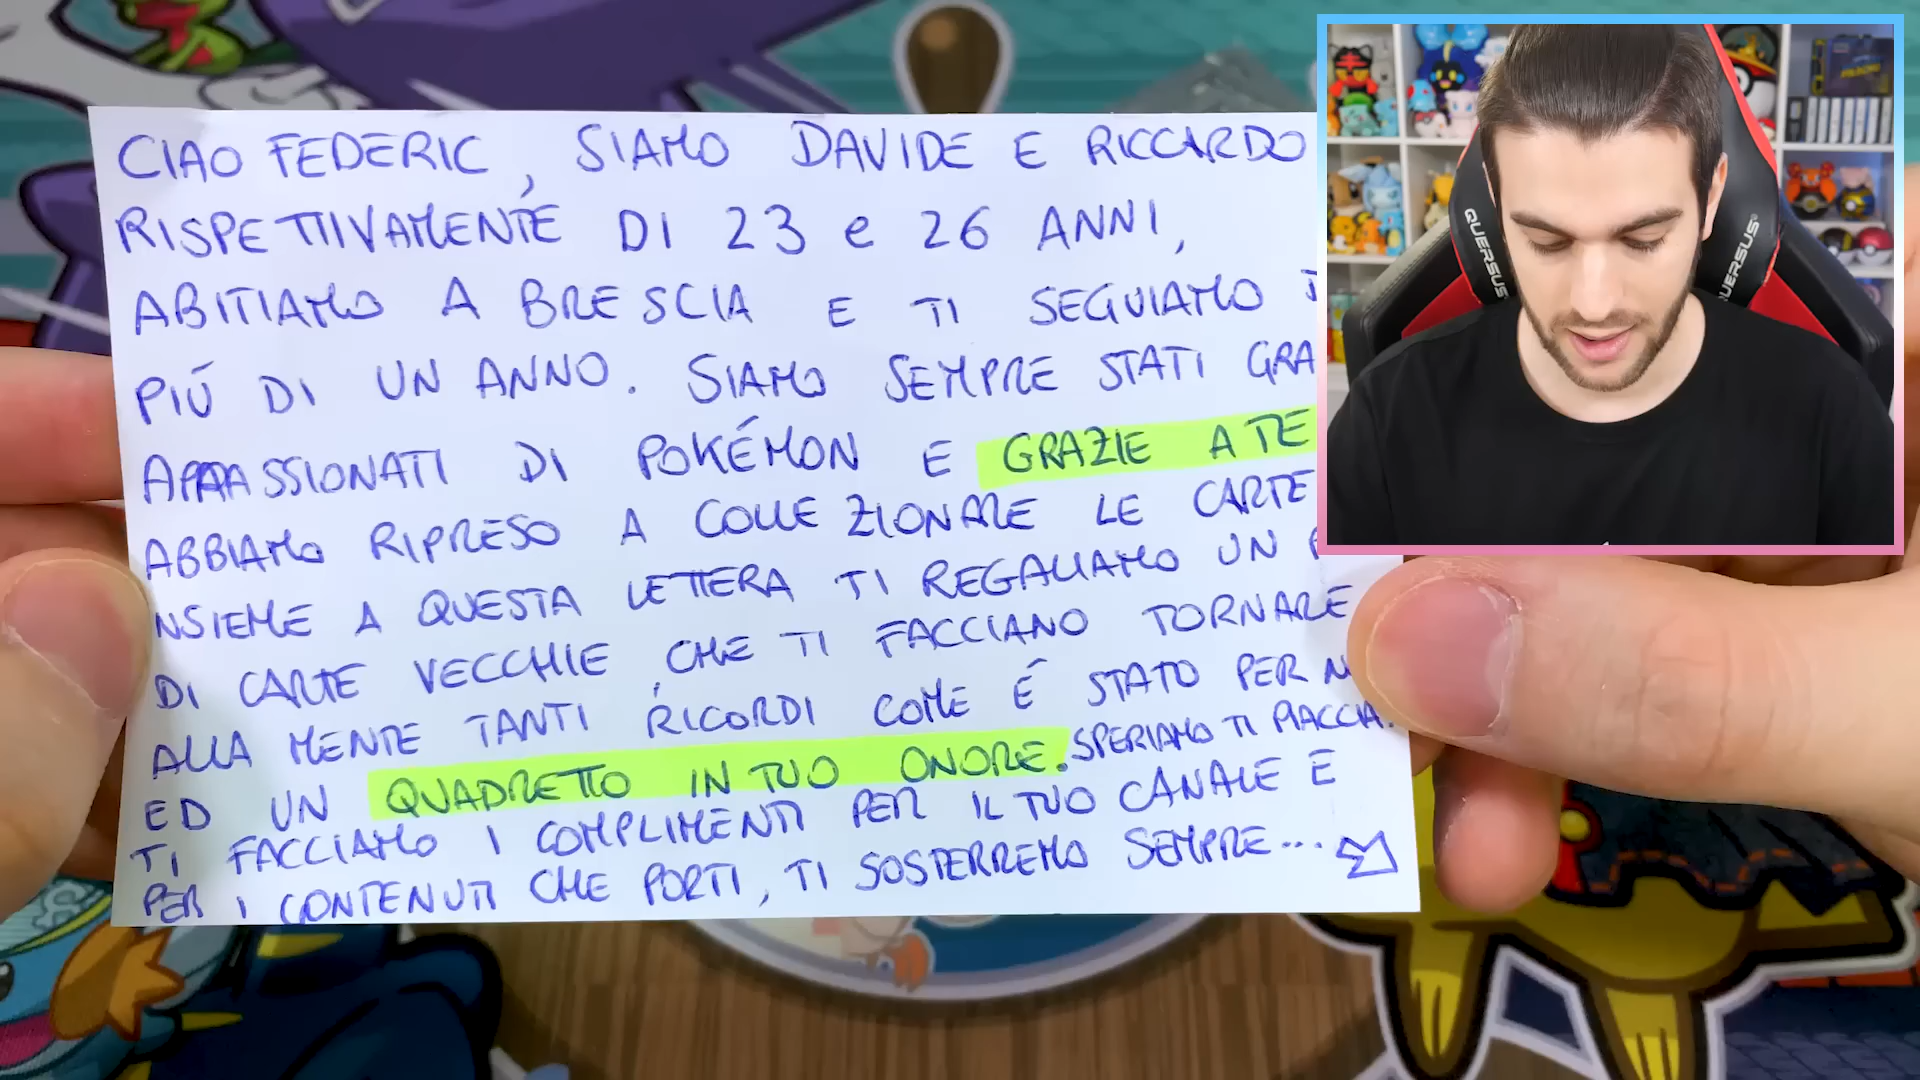 CIAO FEDERIC, SIAMO DAVIDE E RICCARDO
RISPETTIVAMENTE DI 23 e 26 ANNI,
ABITIAMO A BRESCIA E TI SEGUIAMO
PIÚ DI UN ANNO. SIAMO SEMPRE STATI GRA
APPASSIONATI DI POKÉMON E GRAZIE A TE
ABBIAMO RIPRESO A COLLEZIONARE LE CARTE
INSIEME A QUESTA LETTERA TI REGALIAMO UN
DI CARTE VECCHIE, CHE TI FACCIANO TORNARE
ALLA MENTE TANTI RICORDI COME É STATO PER N
ED UN QUADRETTO IN TUO ONORE. SPERIAMO TI PIACCIA.
TI FACCIAMO I COMPLIMENTI PER IL TUO CANALE E
PER I CONTENUTI CHE PORTI, TI SOSTERREMO SEMPRE...
QUERSUS
QUERSUS